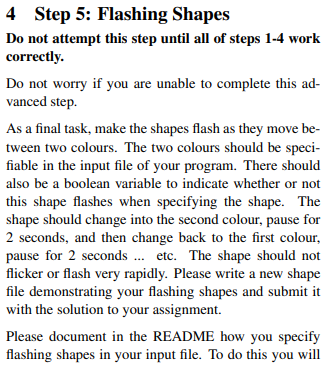 4 Step 5: Flashing Shapes
Do not attempt this step until all of steps 1-4 work
correctly.
Do not worry if you are unable to complete this ad-
vanced step.
As a final task, make the shapes flash as they move be-
tween two colours. The two colours should be speci-
fiable in the input file of your program. There should
also be a boolean variable to indicate whether or not
this shape flashes when specifying the shape. The
shape should change into the second colour, pause for
2 seconds, and then change back to the first colour,
pause for 2 seconds ... etc. The shape should not
flicker or flash very rapidly. Please write a new shape
file demonstrating your flashing shapes and submit it
with the solution to your assignment.
Please document in the README how you specify
flashing shapes in your input file. To do this you will